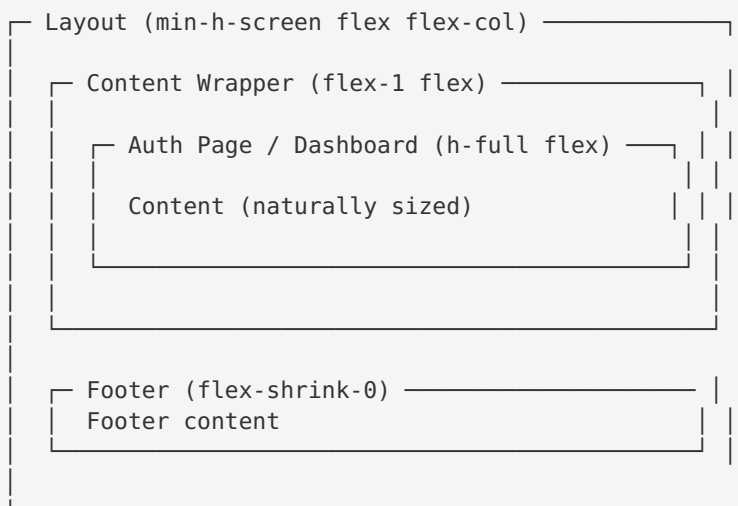 Layout (min-h-screen flex flex-col)
Content Wrapper (flex-1 flex)
Auth Page / Dashboard (h-full flex)
Content (naturally sized)
Footer (flex-shrink-0)
Footer content